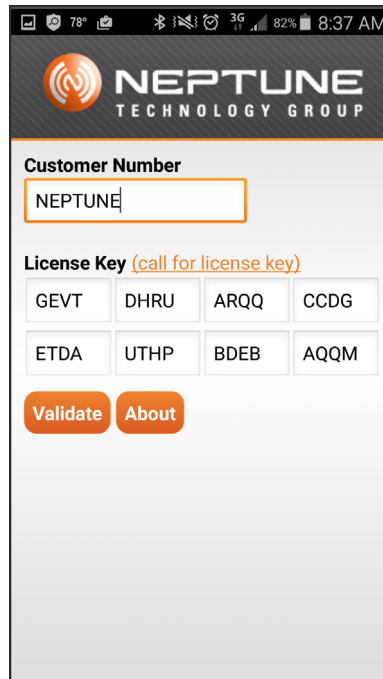 78° 3G 82% 8:37 AM
NEPTUNE
TECHNOLOGY GROUP
Customer Number
NEPTUNE
License Key (call for license key)
GEVT DHRU ARQQ CCDG
ETDA UTHP BDEB AQQM
Validate About